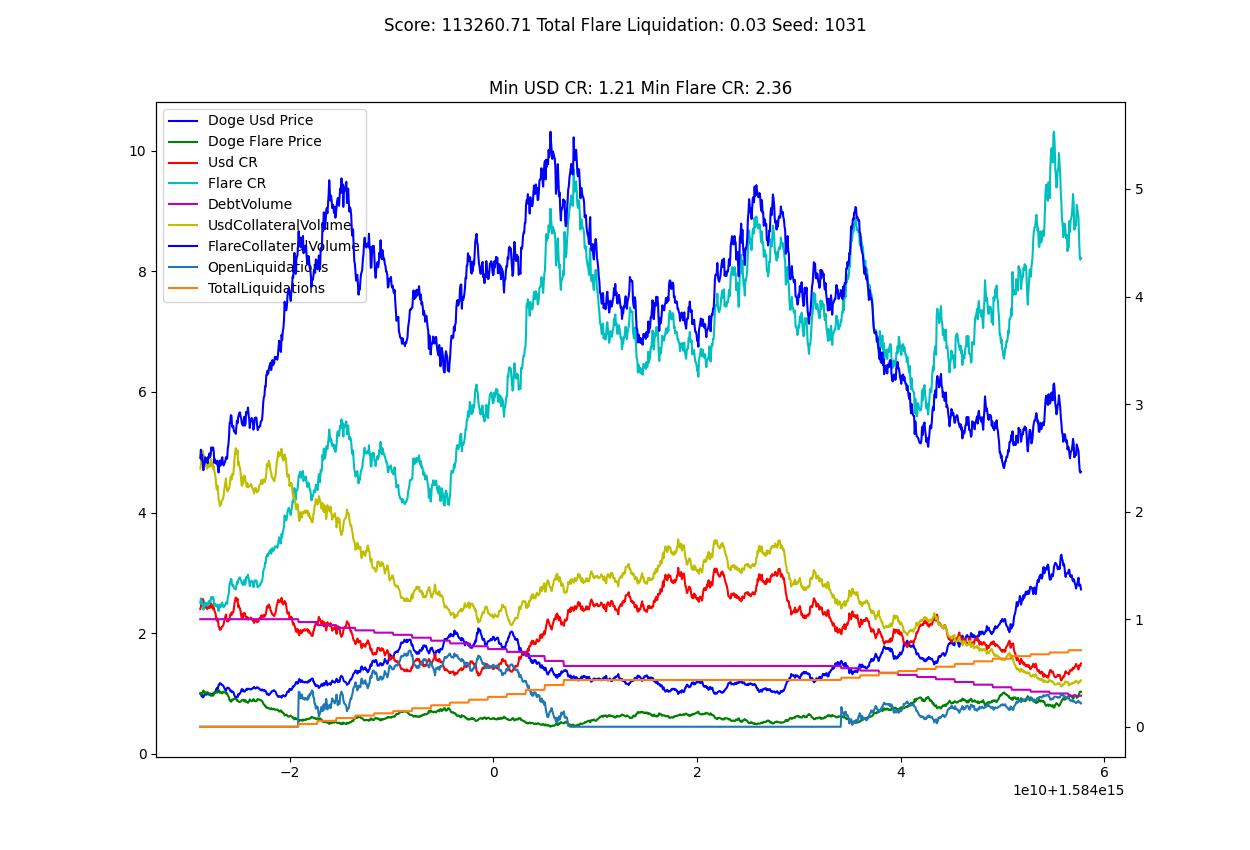 Score: 113260.71 Total Flare Liquidation: 0.03 Seed: 1031
Min USD CR: 1.21 Min Flare CR: 2.36
Doge Usd Price
Doge Flare Price
Usd CR
Flare CR
DebtVolume
UsdCollateralVolume
FlareCollateralVolume
OpenLiquidations
TotalLiquidations
10
8
6
4
2
0
5
4
3
2
1
0
−2
0
2
4
6
1e10+1.584e15